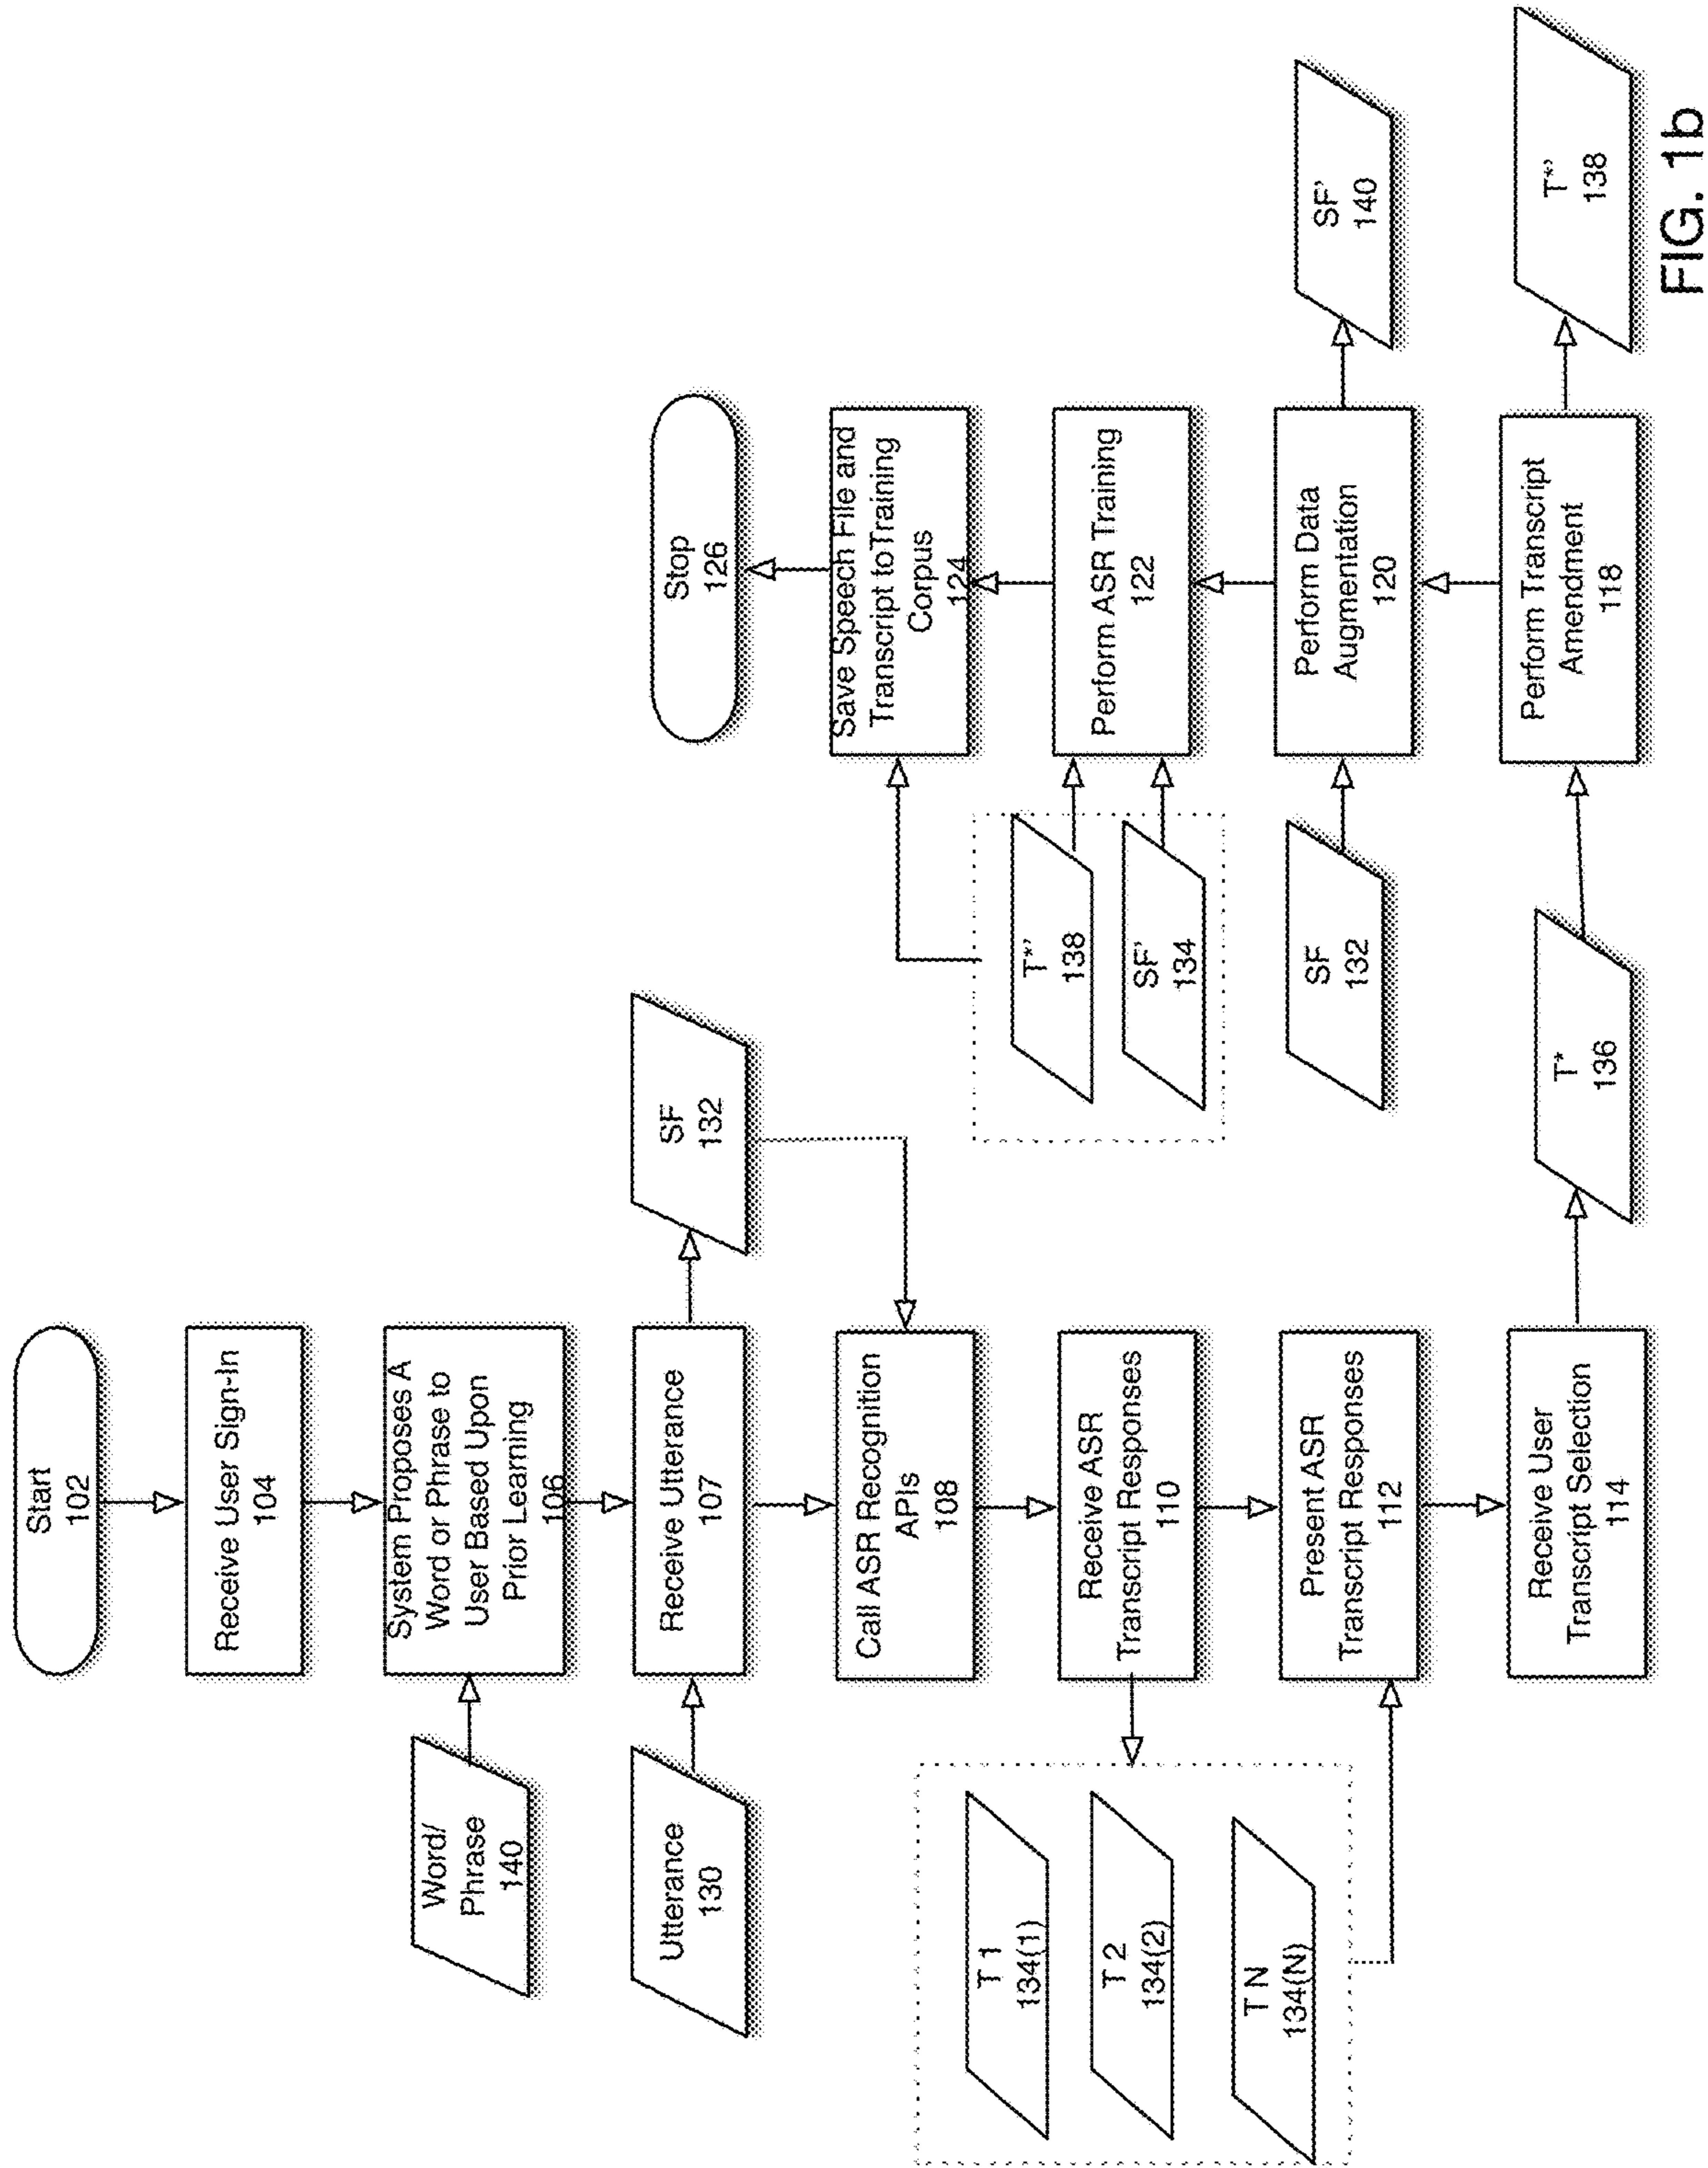 Start
102
Receive User Sign-In
104
Word/
Phrase
140
System Proposes A
Word or Phrase to
User Based Upon
Prior Learning
106
Utterance
130
Receive Utterance
107
SF
132
Call ASR Recognition
APIs
108
Receive ASR
Transcript Responses
110
T 1
134(1)
T 2
134(2)
T N
134(N)
Present ASR
Transcript Responses
112
Receive User
Transcript Selection
114
T*
136
Perform Transcript
Amendment
118
T*'
138
SF
132
Perform Data
Augmentation
120
SF'
140
T*'
138
SF'
134
Perform ASR Training
122
Save Speech File and
Transcript toTraining
Corpus
124
Stop
126
FIG. 1b